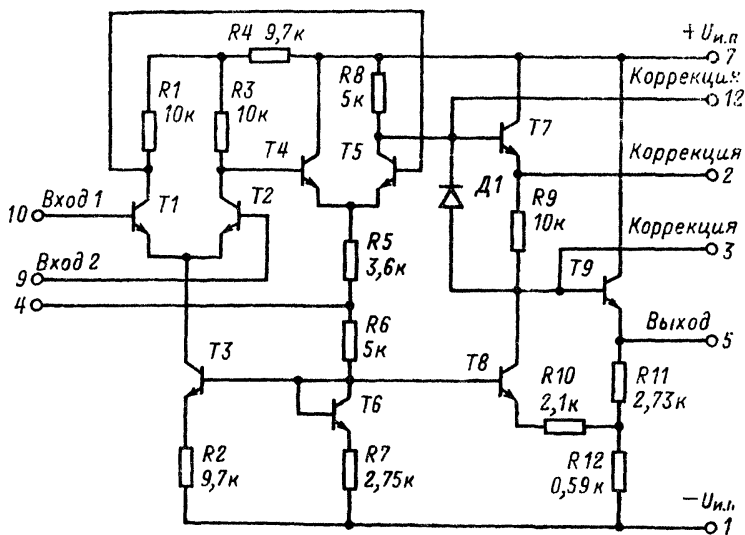 R4 9,7к
+Uи.п
7
R1
10к
R3
10к
R8
5к
Коррекция
12
T4
T5
T7
Коррекция
2
10
Вход 1
T1
T2
Д1
R9
10к
Коррекция
3
9
Вход 2
R5
3,6к
T9
4
R6
5к
Выход
5
T3
T8
R10
2,1к
R11
2,73к
T6
R2
9,7к
R7
2,75к
R12
0,59к
1